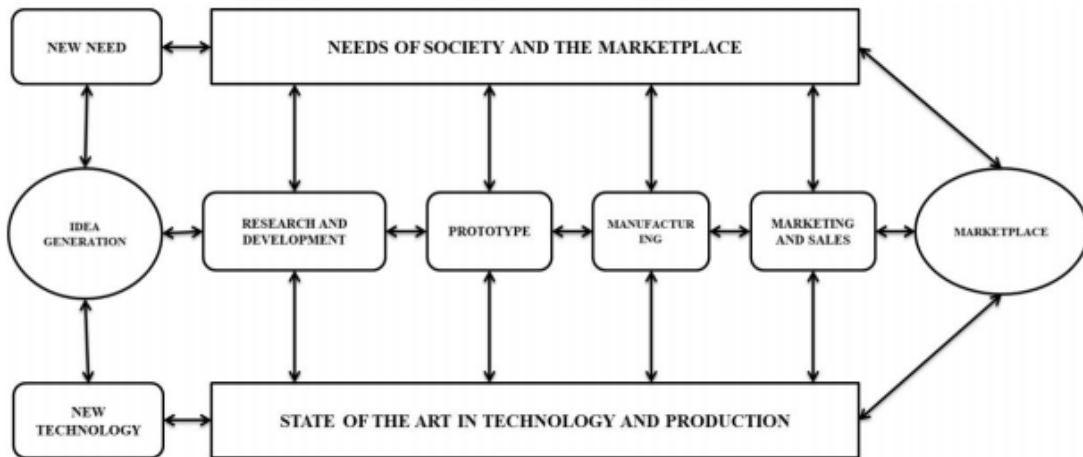 NEW NEED
NEEDS OF SOCIETY AND THE MARKETPLACE
IDEA
GENERATION
RESEARCH AND
DEVELOPMENT
PROTOTYPE
MANUFACTUR
ING
MARKETING
AND SALES
MARKETPLACE
NEW
TECHNOLOGY
STATE OF THE ART IN TECHNOLOGY AND PRODUCTION